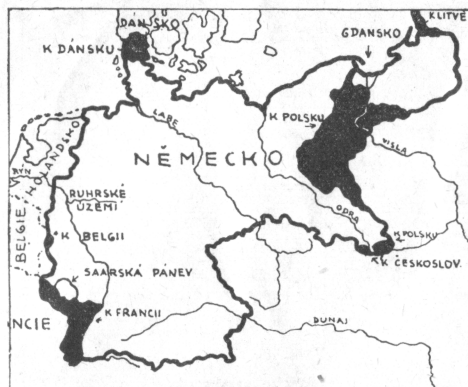 DÁNSKO
K LITVĚ
K DÁNSKU
GDANSKO
K POLSKU
LABE
VISLA
HOLANDSKO
RÝN
NĚMECKO
RUHRSKÉ
ÚZEMÍ
ODRA
BELGIE
K BELGII
K POLSKU
K ČESKOSLOV.
SAARSKÁ PÁNEV
NCIE
K FRANCII
DUNAJ